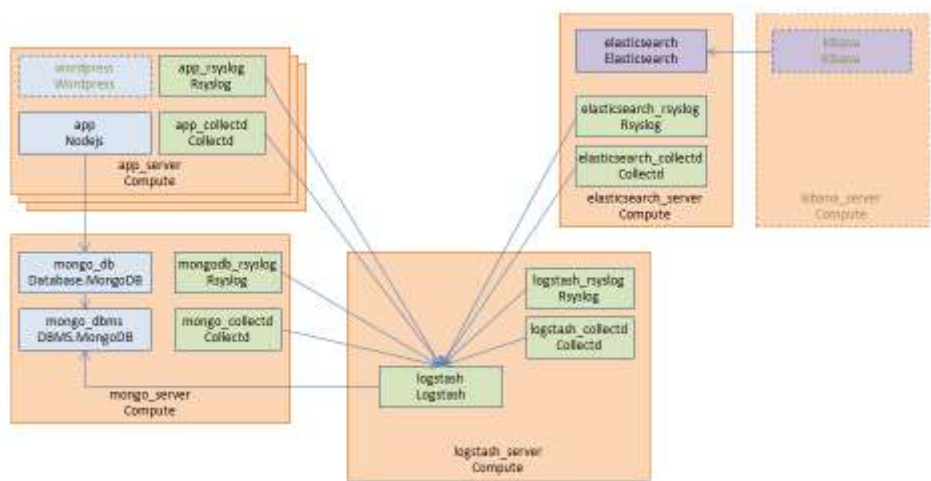 wordpress
Wordpress
app_rsyslog
Rsyslog
app
Nodejs
app_collectd
Collectd
app_server
Compute
elasticsearch
Elasticsearch
kibana
Kibana
elasticsearch_rsyslog
Rsyslog
elasticsearch_collectd
Collectd
elasticsearch_server
Compute
kibana_server
Compute
mongo_db
Database.MongoDB
mongodb_rsyslog
Rsyslog
mongo_dbms
DBMS.MongoDB
mongo_collectd
Collectd
mongo_server
Compute
logstash_rsyslog
Rsyslog
logstash_collectd
Collectd
logstash
Logstash
logstash_server
Compute